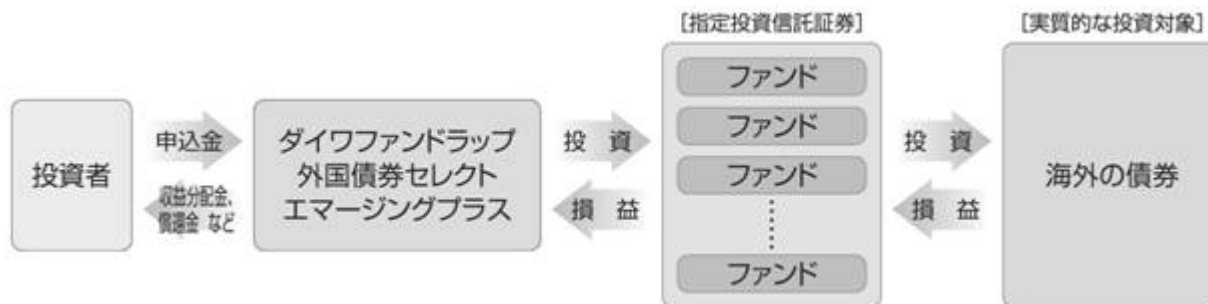 [指定投資信託証券]
[実質的な投資対象]
投資者
申込金
収益分配金、
償還金 など
ダイワファンドラップ
外国債券セレクト
エマージングプラス
投 資
損 益
ファンド
ファンド
ファンド
ファンド
投 資
損 益
海外の債券